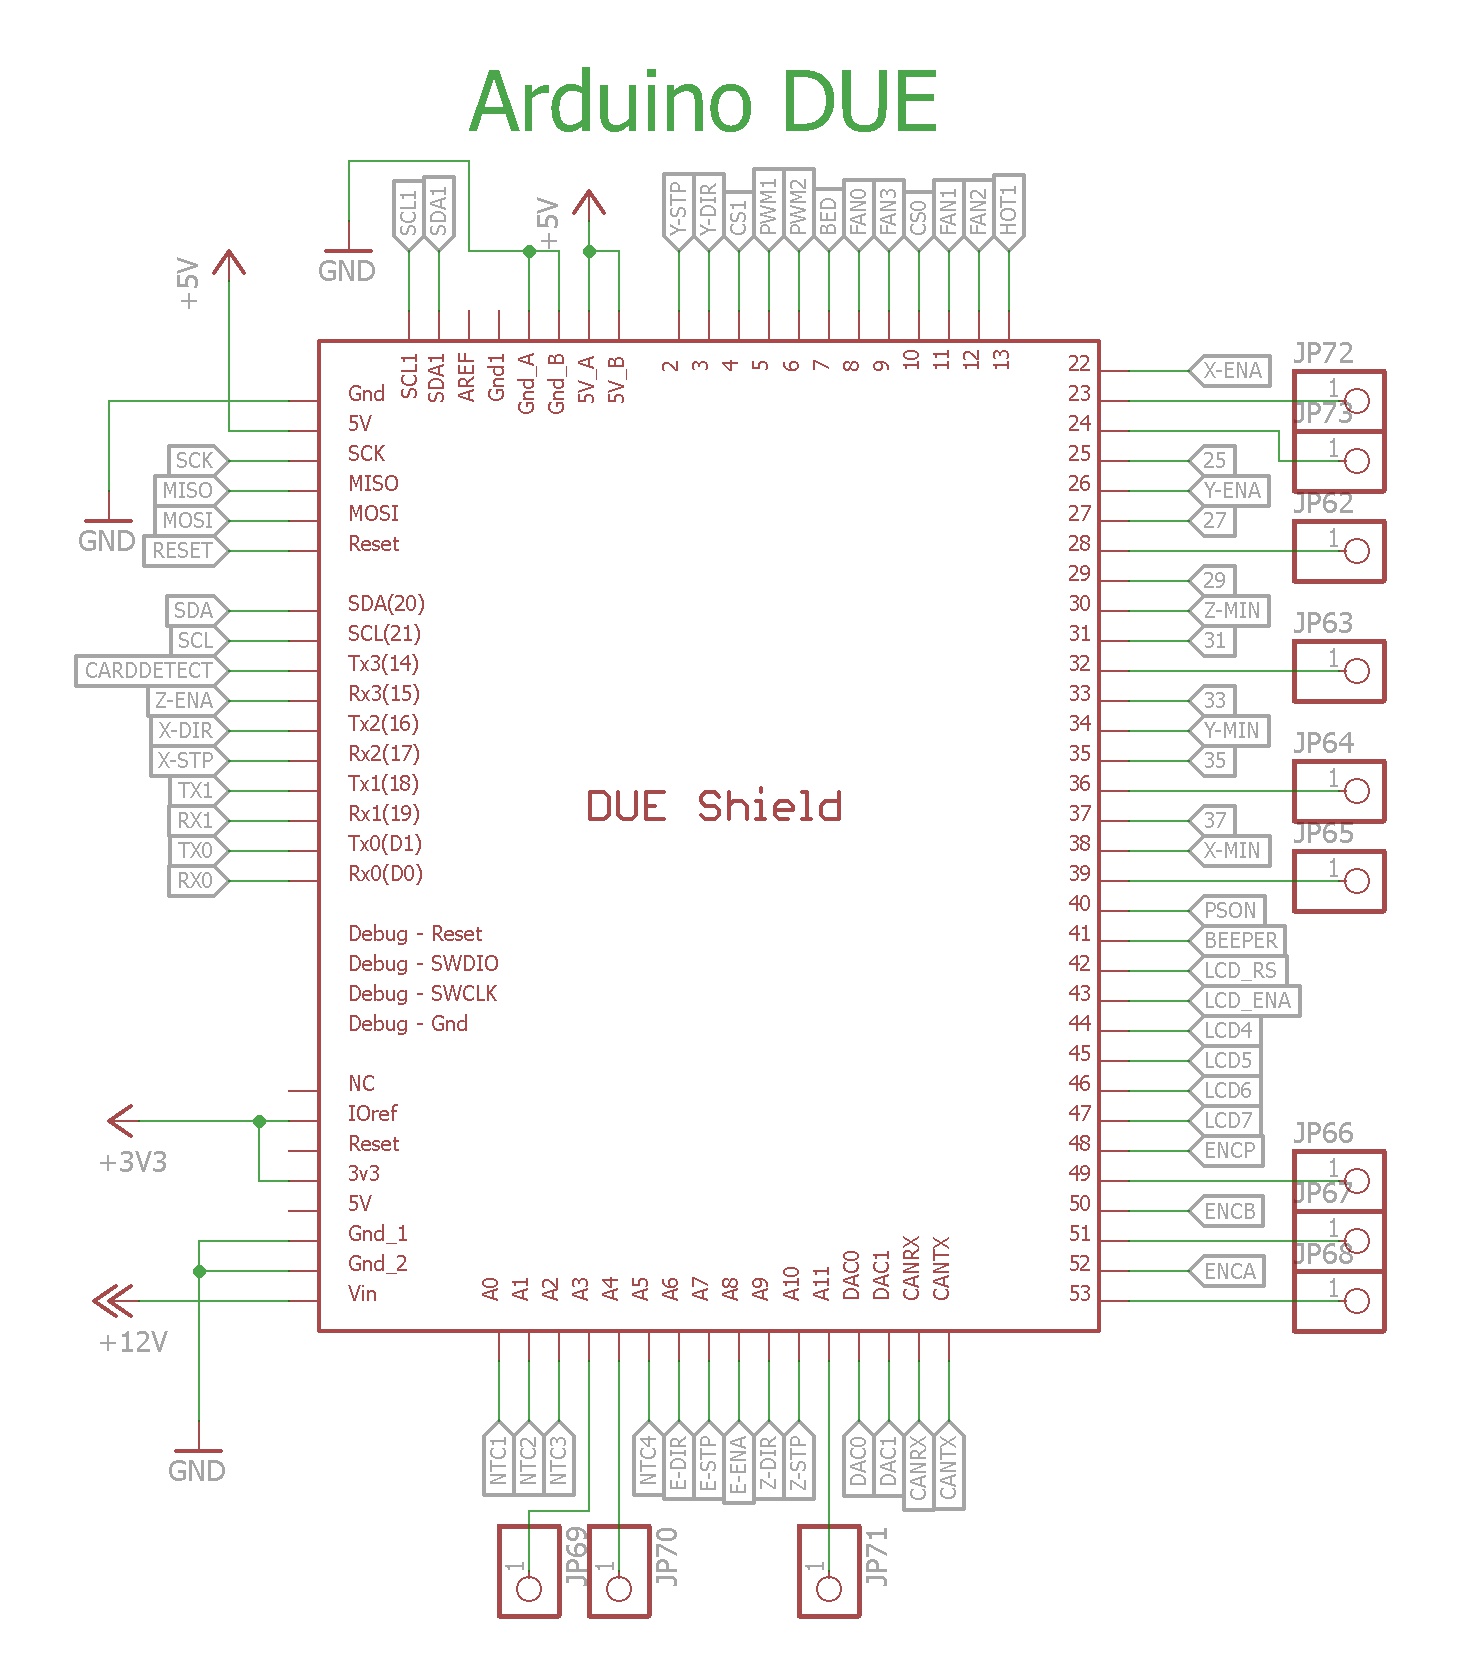 Arduino DUE
SCL1
SDA1
+5V
Y-STP
Y-DIR
CS1
PWM1
PWM2
BED
FAN0
FAN3
CS0
FAN1
FAN2
HOT1
GND
+5V
SCL1
SDA1
AREF
Gnd1
Gnd_A
Gnd_B
5V_A
5V_B
2
3
4
5
6
7
8
9
10
11
12
13
GND
SCK
MISO
MOSI
RESET
SDA
SCL
CARDDETECT
Z-ENA
X-DIR
X-STP
TX1
RX1
TX0
RX0
+3V3
+12V
GND
Gnd
5V
SCK
MISO
MOSI
Reset
SDA(20)
SCL(21)
Tx3(14)
Rx3(15)
Tx2(16)
Rx2(17)
Tx1(18)
Rx1(19)
Tx0(D1)
Rx0(D0)
Debug - Reset
Debug - SWDIO
Debug - SWCLK
Debug - Gnd
NC
IOref
Reset
3v3
5V
Gnd_1
Gnd_2
Vin
DUE Shield
22
23
24
25
26
27
28
29
30
31
32
33
34
35
36
37
38
39
40
41
42
43
44
45
46
47
48
49
50
51
52
53
X-ENA
25
Y-ENA
27
29
Z-MIN
31
33
Y-MIN
35
37
X-MIN
PSON
BEEPER
LCD_RS
LCD_ENA
LCD4
LCD5
LCD6
LCD7
ENCP
ENCB
ENCA
JP72
1
JP73
1
JP62
1
JP63
1
JP64
1
JP65
1
JP66
1
JP67
1
JP68
1
A0
A1
A2
A3
A4
A5
A6
A7
A8
A9
A10
A11
DAC0
DAC1
CANRX
CANTX
NTC1
NTC2
NTC3
NTC4
E-DIR
E-STP
E-ENA
Z-DIR
Z-STP
DAC0
DAC1
CANRX
CANTX
1
JP69
1
JP70
1
JP71